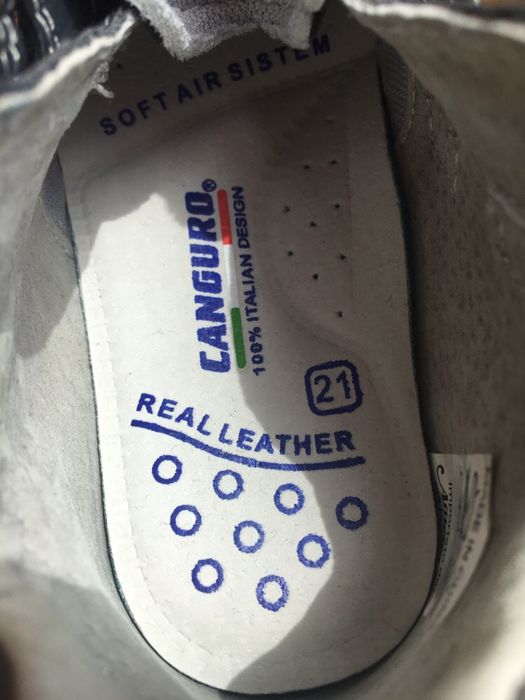 SOFT AIR SISTEM
CANGURO®
100% ITALIAN DESIGN
21
REAL LEATHER